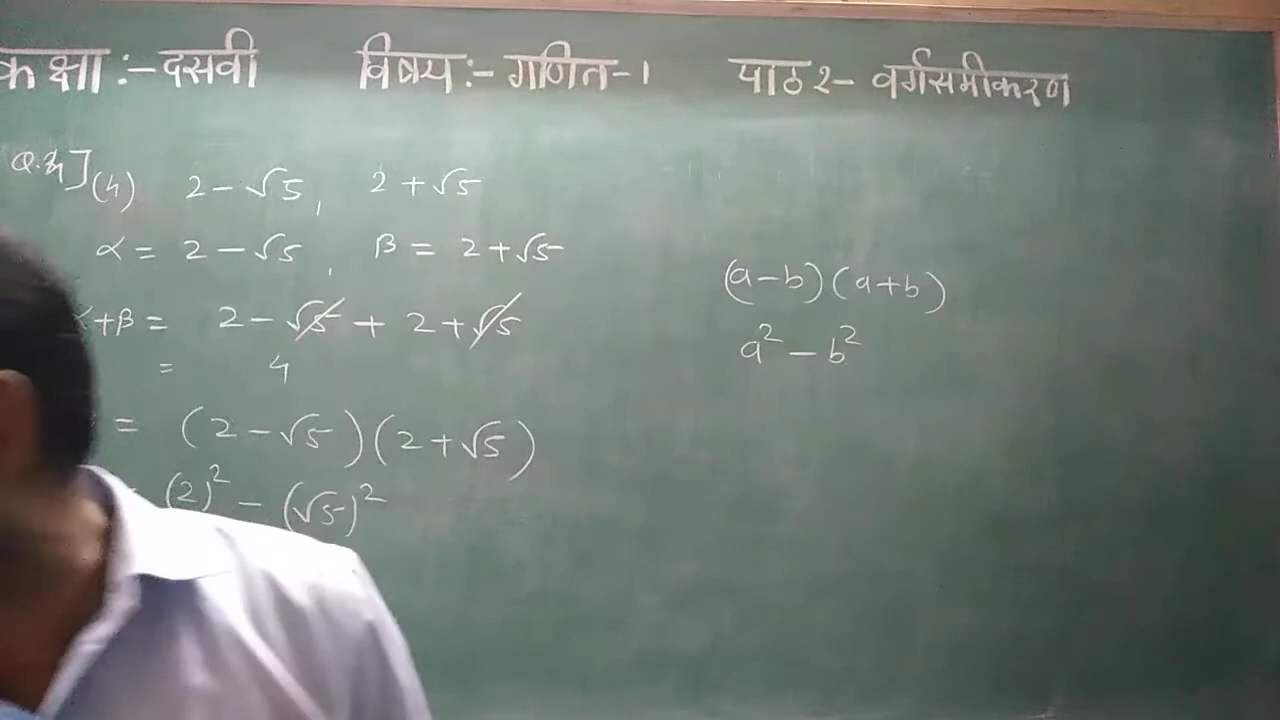 कक्षा :- दसवी विषय :- गणित-1 पाठ 2- वर्गसमीकरण
(4) 2-√5, 2+√5
α = 2-√5, β = 2+√5
+β = 2-√5 + 2+√5
= 4
= (2-√5)(2+√5)
= (2)² - (√5)²
(a-b)(a+b)
a² - b²